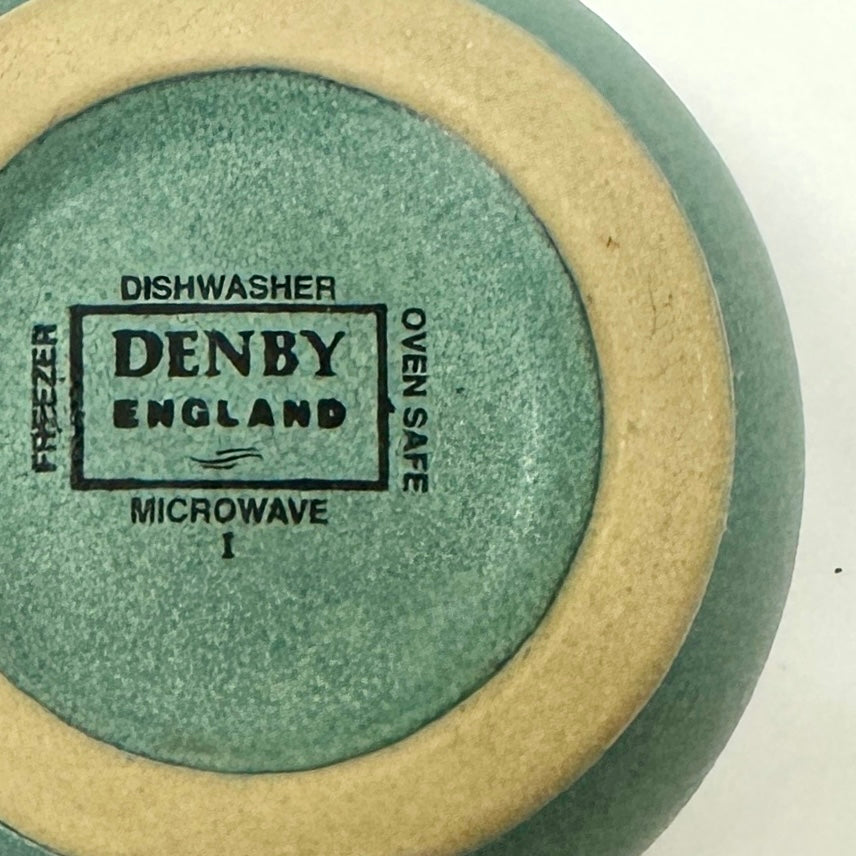 DISHWASHER
FREEZER
DENBY
ENGLAND
OVEN SAFE
MICROWAVE
I